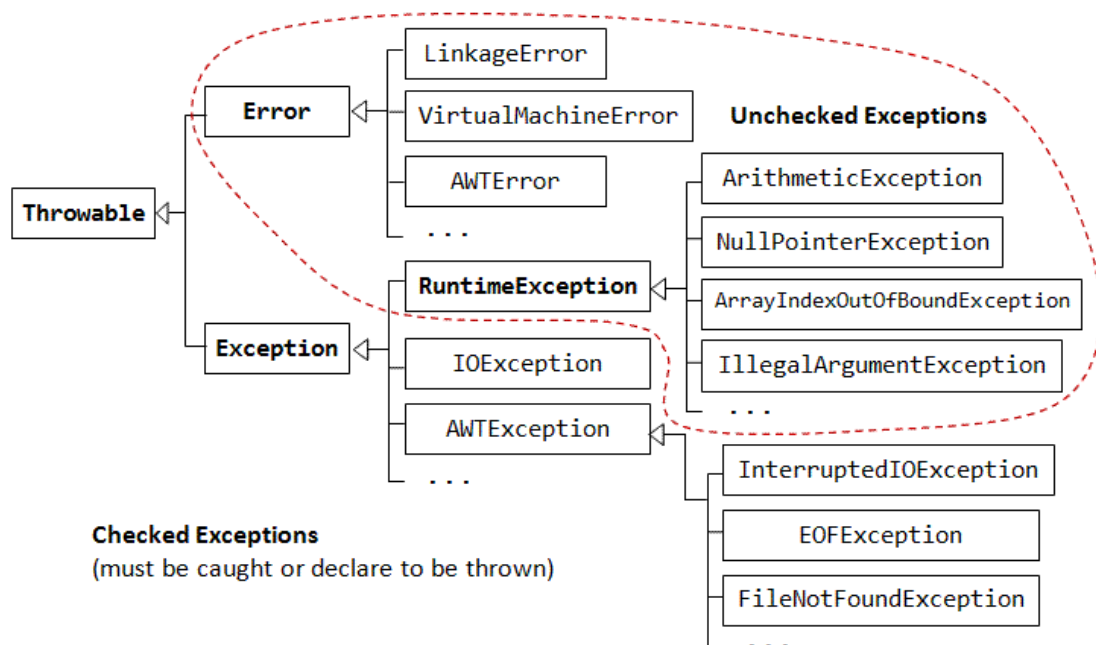 LinkageError
Error
VirtualMachineError
Unchecked Exceptions
AWTError
ArithmeticException
Throwable
...
NullPointerException
RuntimeException
ArrayIndexOutOfBoundException
Exception
IOException
IllegalArgumentException
...
AWTException
...
InterruptedIOException
Checked Exceptions
(must be caught or declare to be thrown)
EOFException
FileNotFoundException
...